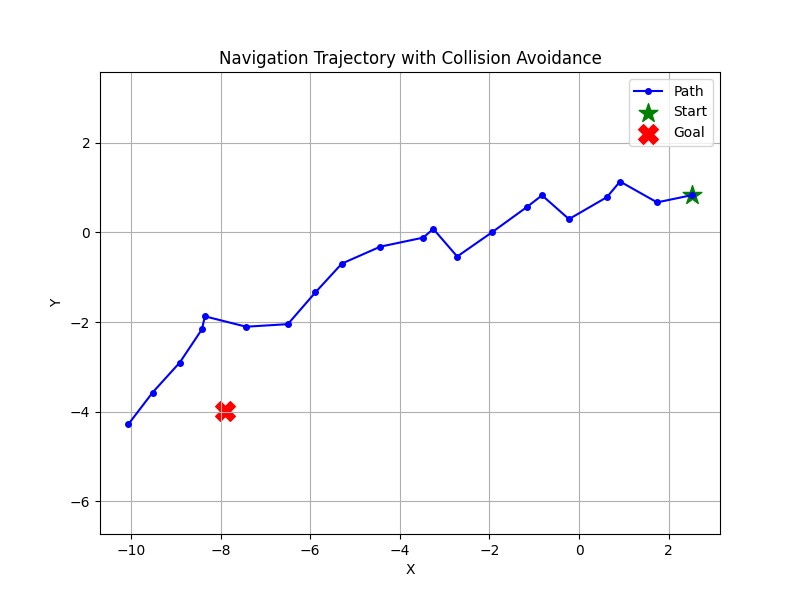 Navigation Trajectory with Collision Avoidance
Path
Start
Goal
2
0
−2
−4
−6
Y
−10
−8
−6
−4
−2
0
2
X